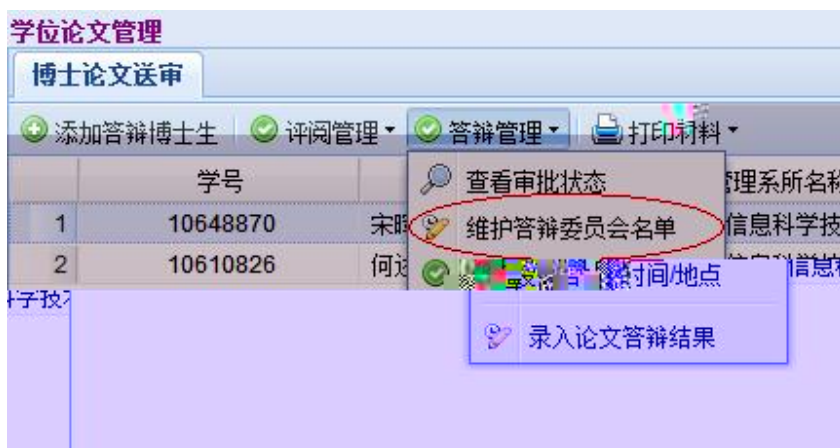 学位论文管理
博士论文送审
添加答辩博士生 评阅管理 答辩管理 打印材料
学号 查看审批状态 理系所名称
1 10648870 宋 维护答辩委员会名单 信息科学技
2 10610826 何 时间/地点 信息
录入论文答辩结果